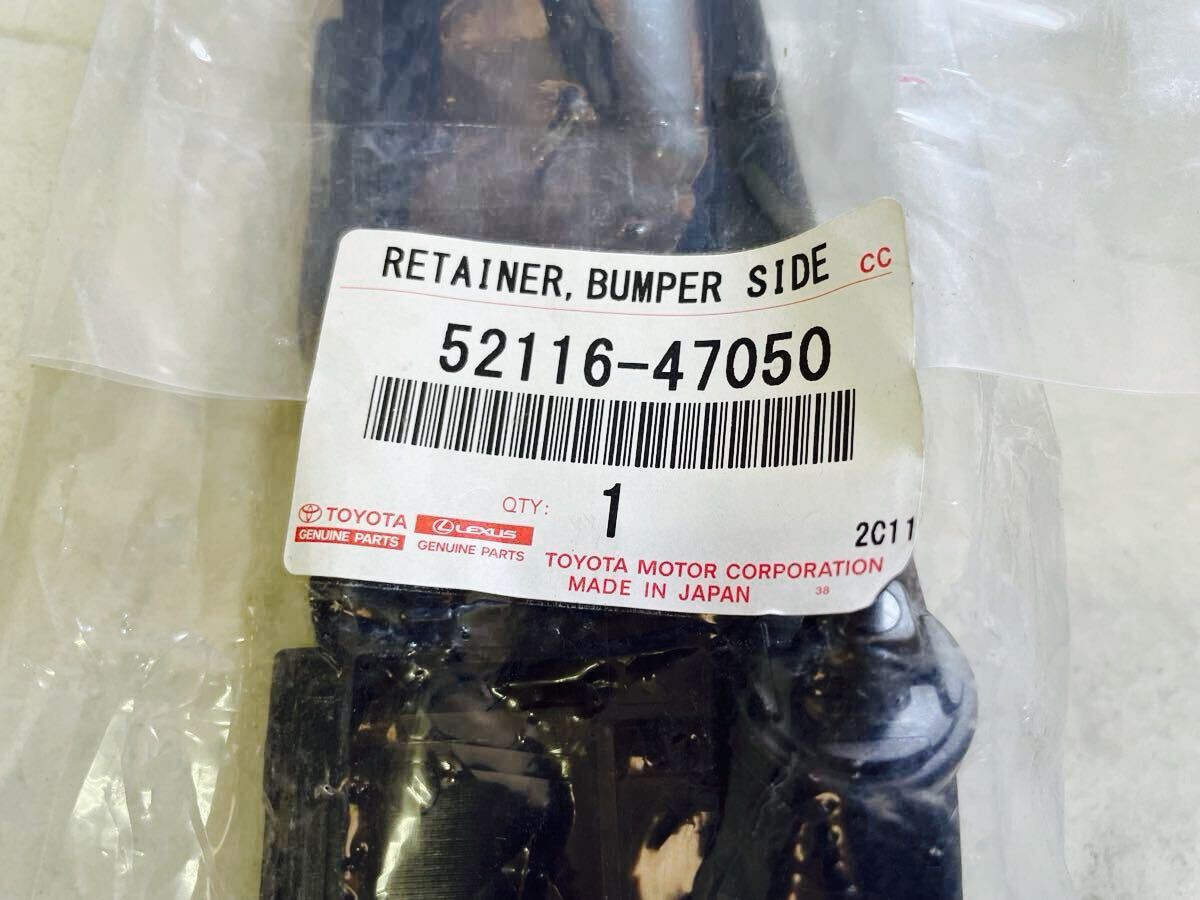 RETAINER, BUMPER SIDE CC
52116-47050
QTY: 1
2C11
TOYOTA
GENUINE PARTS
LEXUS
GENUINE PARTS
TOYOTA MOTOR CORPORATION
MADE IN JAPAN 38